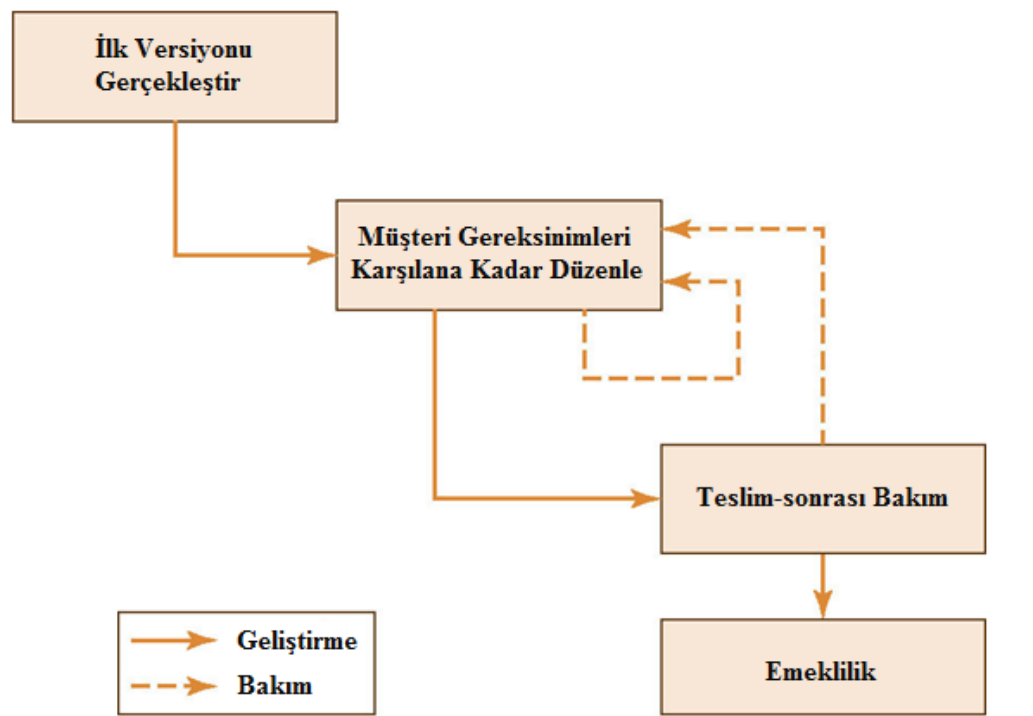 İlk Versiyonu
Gerçekleştir
Müşteri Gereksinimleri
Karşılana Kadar Düzenle
Teslim-sonrası Bakım
Emeklilik
Geliştirme
Bakım